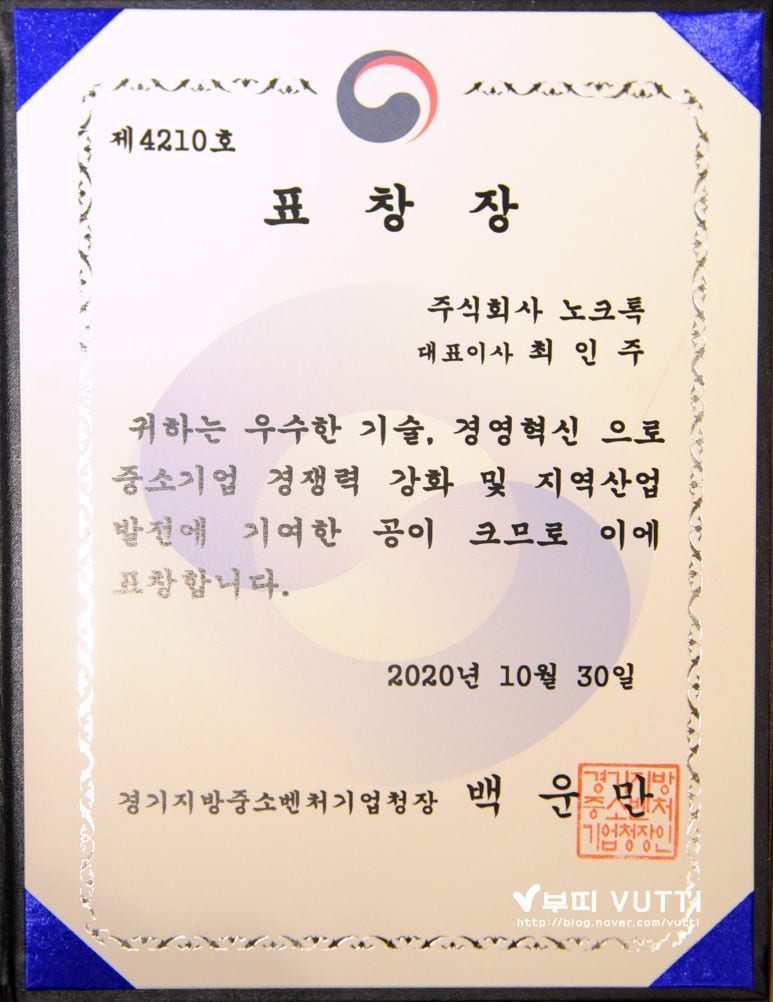 제4210호
표 창 장
주식회사 노크톡
대표이사 최 인 주
귀하는 우수한 기술, 경영혁신 으로
중소기업 경쟁력 강화 및 지역산업
발전에 기여한 공이 크므로 이에
표창합니다.
2020년 10월 30일
경기지방중소벤처기업청장 백 운 만
경기지방
중소벤처
기업청장인
부띠 VUTTI
http://blog.naver.com/vutti